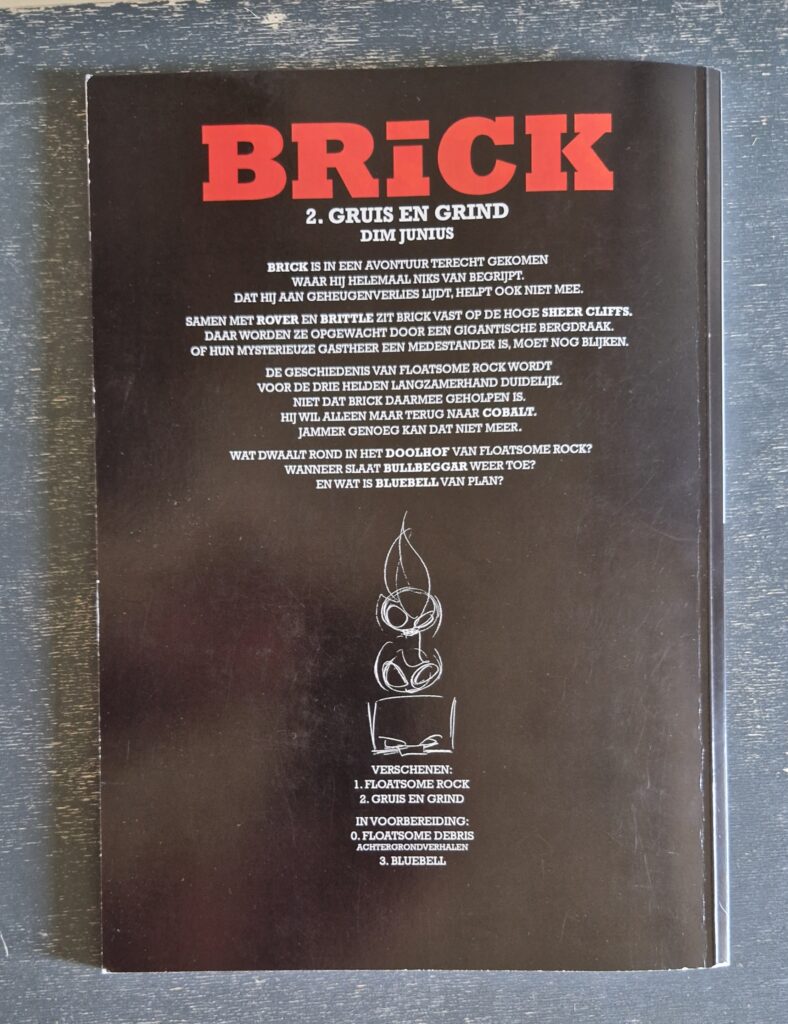 BRICK
2. GRUIS EN GRIND
DIM JUNIUS
BRICK IS IN EEN AVONTUUR TERECHT GEKOMEN
WAAR HIJ HELEMAAL NIKS VAN BEGRIJPT.
DAT HIJ AAN GEHEUGENVERLIES LIJDT, HELPT OOK NIET MEE.
SAMEN MET ROVER EN BRITTLE ZIT BRICK VAST OP DE HOGE SHEER CLIFFS.
DAAR WORDEN ZE OPGEWACHT DOOR EEN GIGANTISCHE BERGDRAAK.
OF HUN MYSTERIEUZE GASTHEER EEN MEDESTANDER IS, MOET NOG BLIJKEN.
DE GESCHIEDENIS VAN FLOATSOME ROCK WORDT
VOOR DE DRIE HELDEN LANGZAMERHAND DUIDELIJK.
NIET DAT BRICK DAARMEE GEHOLPEN IS.
HIJ WIL ALLEEN MAAR TERUG NAAR COBALT.
JAMMER GENOEG KAN DAT NIET MEER.
WAT DWAALT ROND IN HET DOOLHOF VAN FLOATSOME ROCK?
WANNEER SLAAT BULLBEGGAR WEER TOE?
EN WAT IS BLUEBELL VAN PLAN?
VERSCHENEN:
1. FLOATSOME ROCK
2. GRUIS EN GRIND
IN VOORBEREIDING:
0. FLOATSOME DEBRIS
ACHTERGRONDVERHALEN
3. BLUEBELL